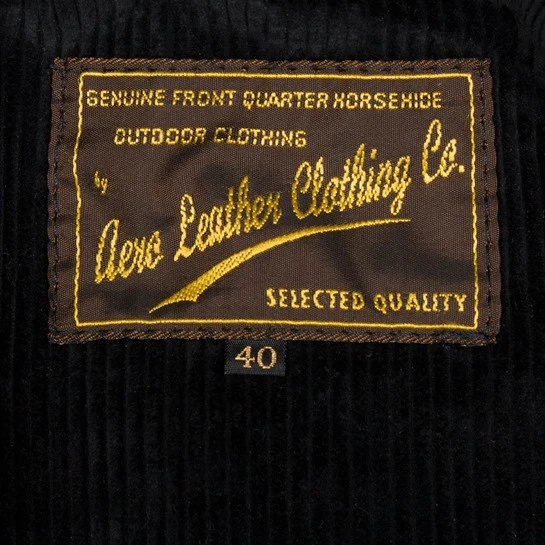 GENUINE FRONT QUARTER HORSEHIDE
OUTDOOR CLOTHING
by
Aero Leather Clothing Co.
SELECTED QUALITY
40